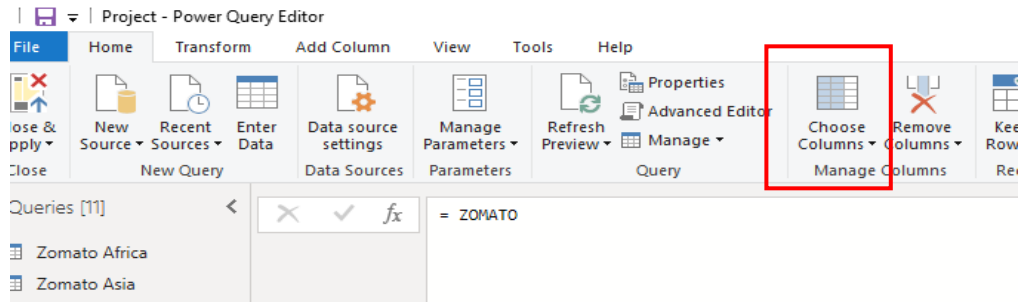 Project - Power Query Editor
File Home Transform Add Column View Tools Help
lose & pply
New Source
Recent Sources
Enter Data
Data source settings
Manage Parameters
Refresh Preview
Properties
Advanced Editor
Manage
Choose Columns
Remove Columns
Kee
Row
Close New Query Data Sources Parameters Query Manage Columns Re
Queries [11]
fx = ZOMATO
Zomato Africa
Zomato Asia